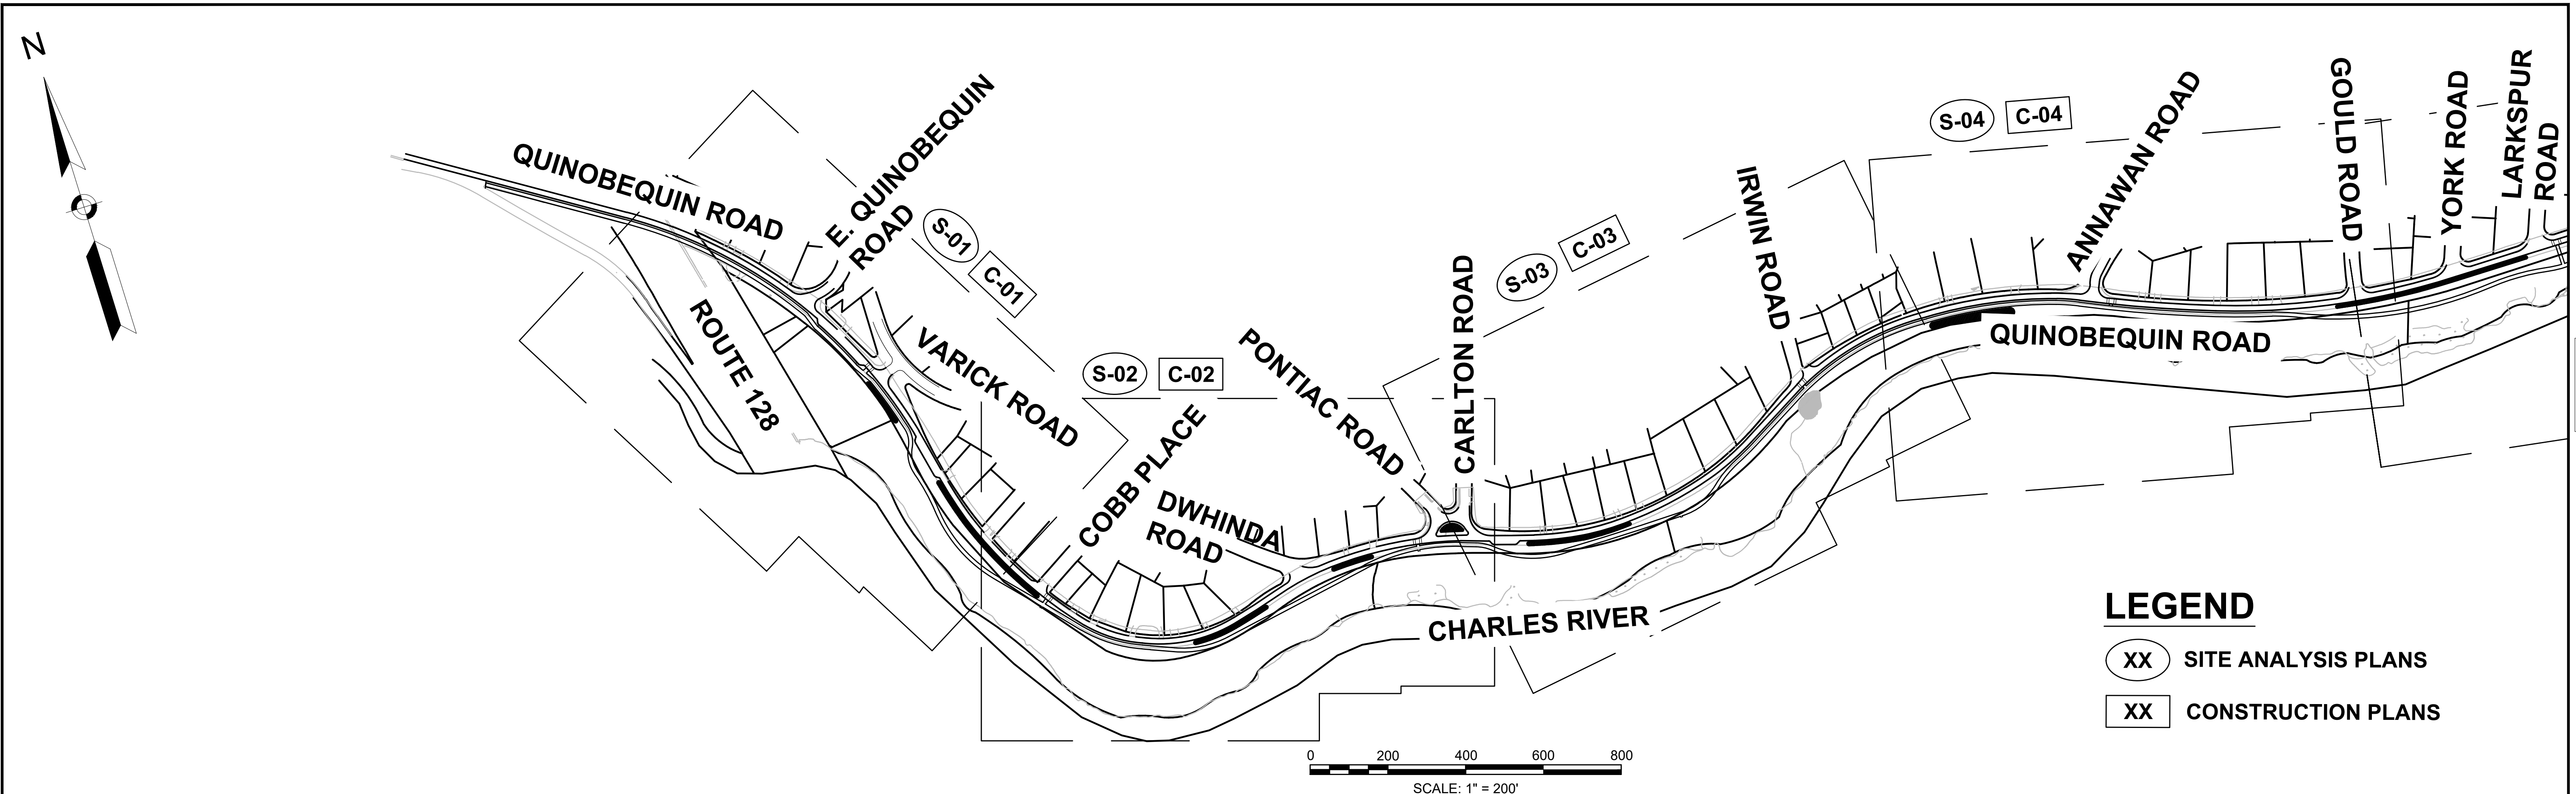 N
QUINOBEQUIN ROAD
E. QUINOBEQUIN
ROAD
S-01
C-01
ROUTE 128
VARICK ROAD
S-02
C-02
COBB PLACE
DWHINDA
ROAD
PONTIAC ROAD
CARLTON ROAD
S-03
C-03
IRWIN ROAD
S-04
C-04
ANNAWAN ROAD
GOULD ROAD
YORK ROAD
LARKSPUR
ROAD
QUINOBEQUIN ROAD
CHARLES RIVER
LEGEND
XX SITE ANALYSIS PLANS
XX CONSTRUCTION PLANS
0 200 400 600 800
SCALE: 1" = 200'